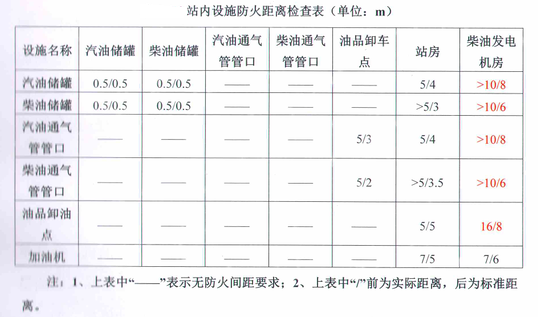 站内设施防火距离检查表（单位：m）
设施名称 汽油储罐 柴油储罐 汽油通气管管口 柴油通气管管口 油品卸车点 站房 柴油发电机房
汽油储罐 0.5/0.5 0.5/0.5 —— —— —— 5/4 >10/8
柴油储罐 0.5/0.5 0.5/0.5 —— —— —— >5/3 >10/6
汽油通气管管口 —— —— —— —— 5/3 5/4 >10/8
柴油通气管管口 —— —— —— —— 5/2 >5/3.5 >10/6
油品卸油点 —— —— —— —— —— 5/5 16/8
加油机 —— —— —— —— —— 7/5 7/6
注：1、上表中“——”表示无防火间距要求；2、上表中“/”前为实际距离，后为标准距
离。